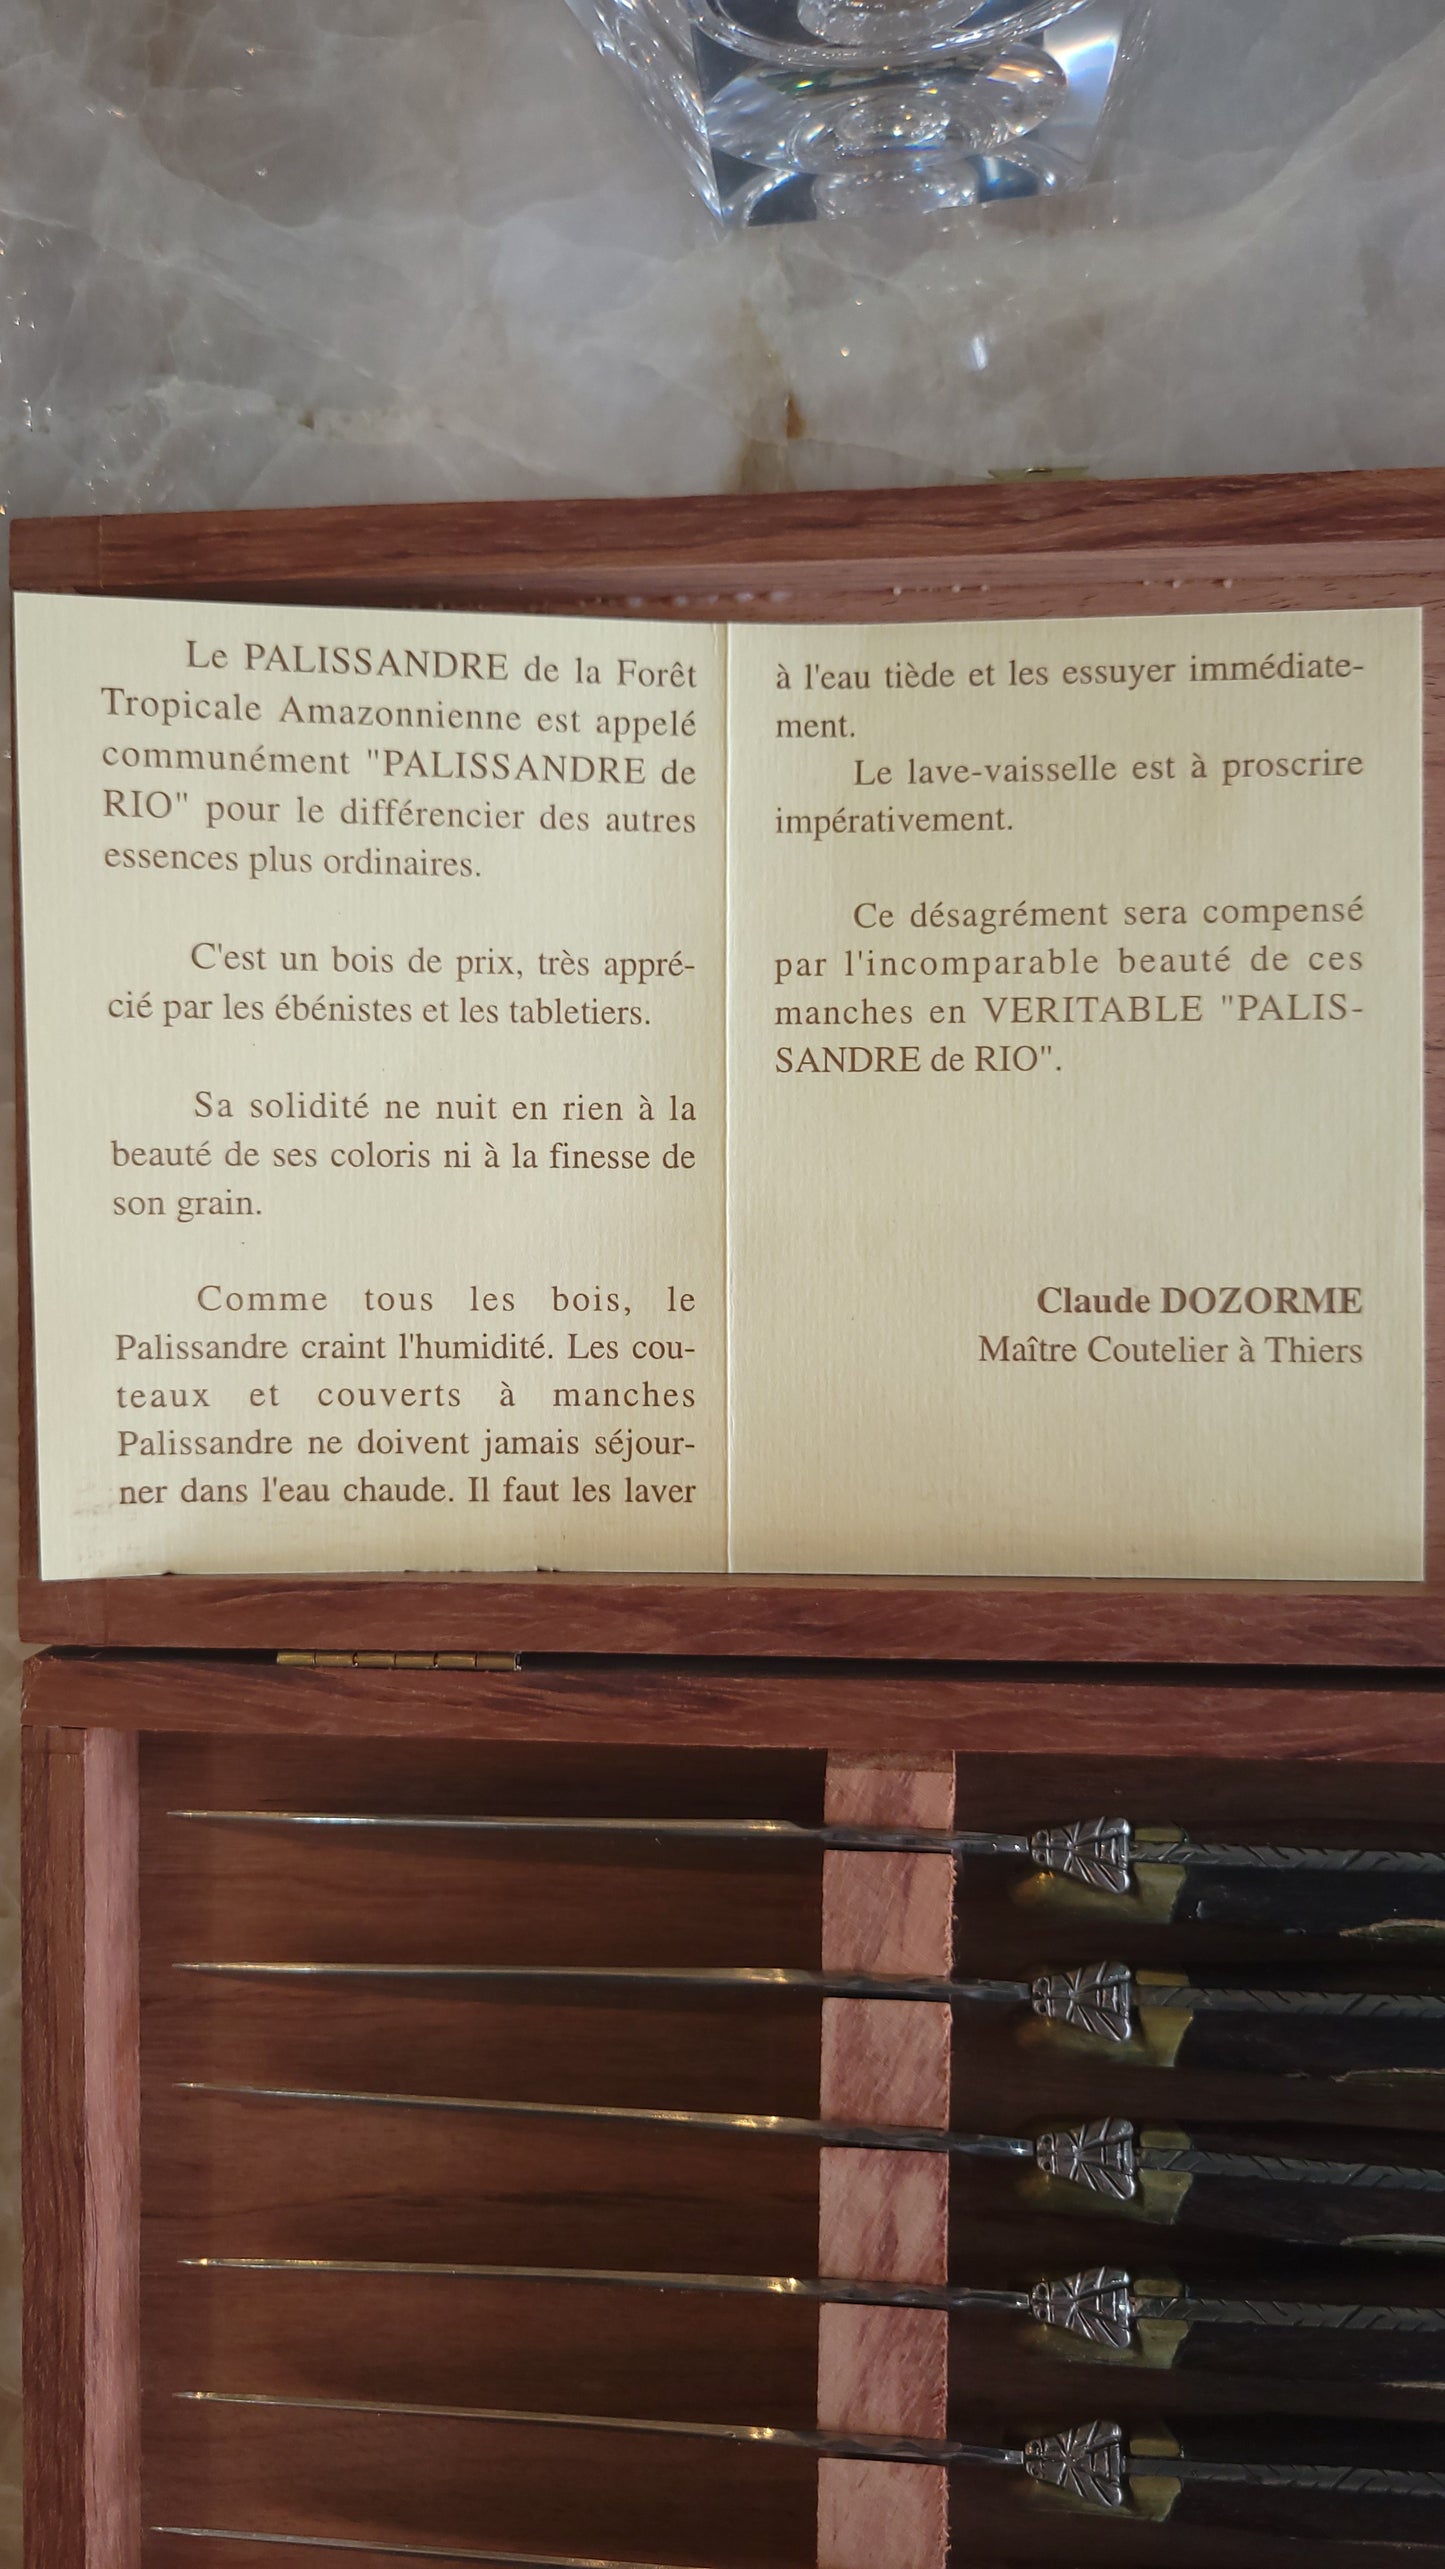 Le PALISSANDRE de la Forêt
Tropicale Amazonnienne est appelé
communément "PALISSANDRE de
RIO" pour le différencier des autres
essences plus ordinaires.
C'est un bois de prix, très appré-
cié par les ébénistes et les tabletiers.
Sa solidité ne nuit en rien à la
beauté de ses coloris ni à la finesse de
son grain.
Comme tous les bois, le
Palissandre craint l'humidité. Les cou-
teaux et couverts à manches
Palissandre ne doivent jamais séjour-
ner dans l'eau chaude. Il faut les laver
à l'eau tiède et les essuyer immédiate-
ment.
Le lave-vaisselle est à proscrire
impérativement.
Ce désagrément sera compensé
par l'incomparable beauté de ces
manches en VERITABLE "PALIS-
SANDRE de RIO".
Claude DOZORME
Maître Coutelier à Thiers